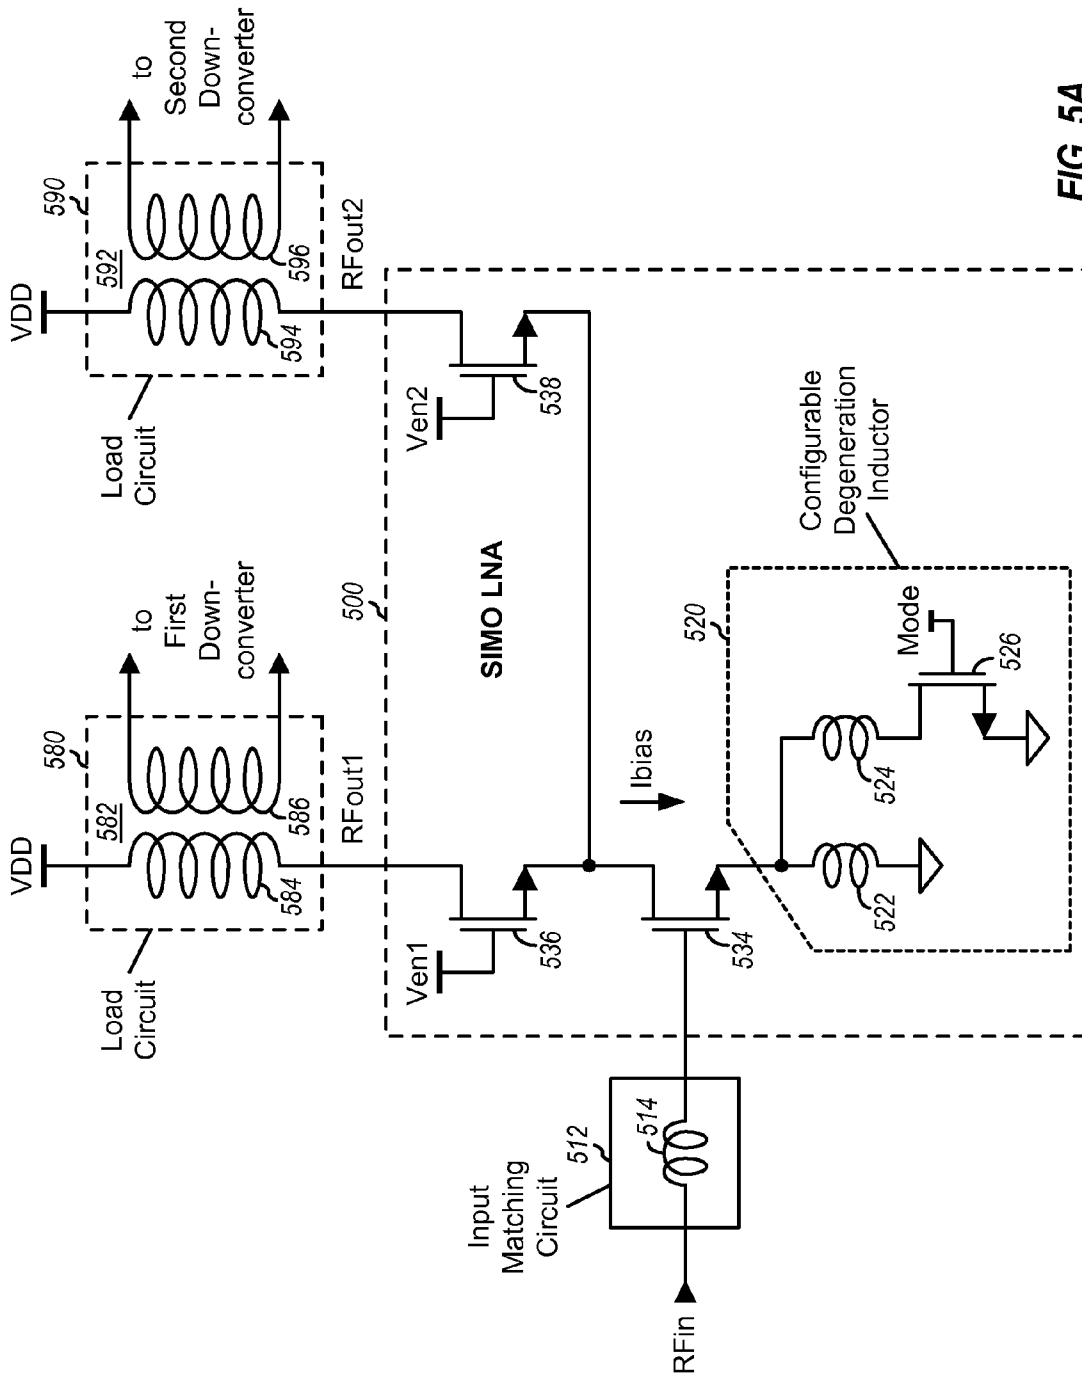 VDD
Load
Circuit
580
582
584
586
to
First
Down-
converter
RFout1
VDD
Load
Circuit
590
592
594
596
to
Second
Down-
converter
RFout2
500
SIMO LNA
Ven1
536
Ven2
538
Ibias
534
Input
Matching
Circuit
512
514
RFin
520
Configurable
Degeneration
Inductor
522
524
Mode
526
FIG. 5A